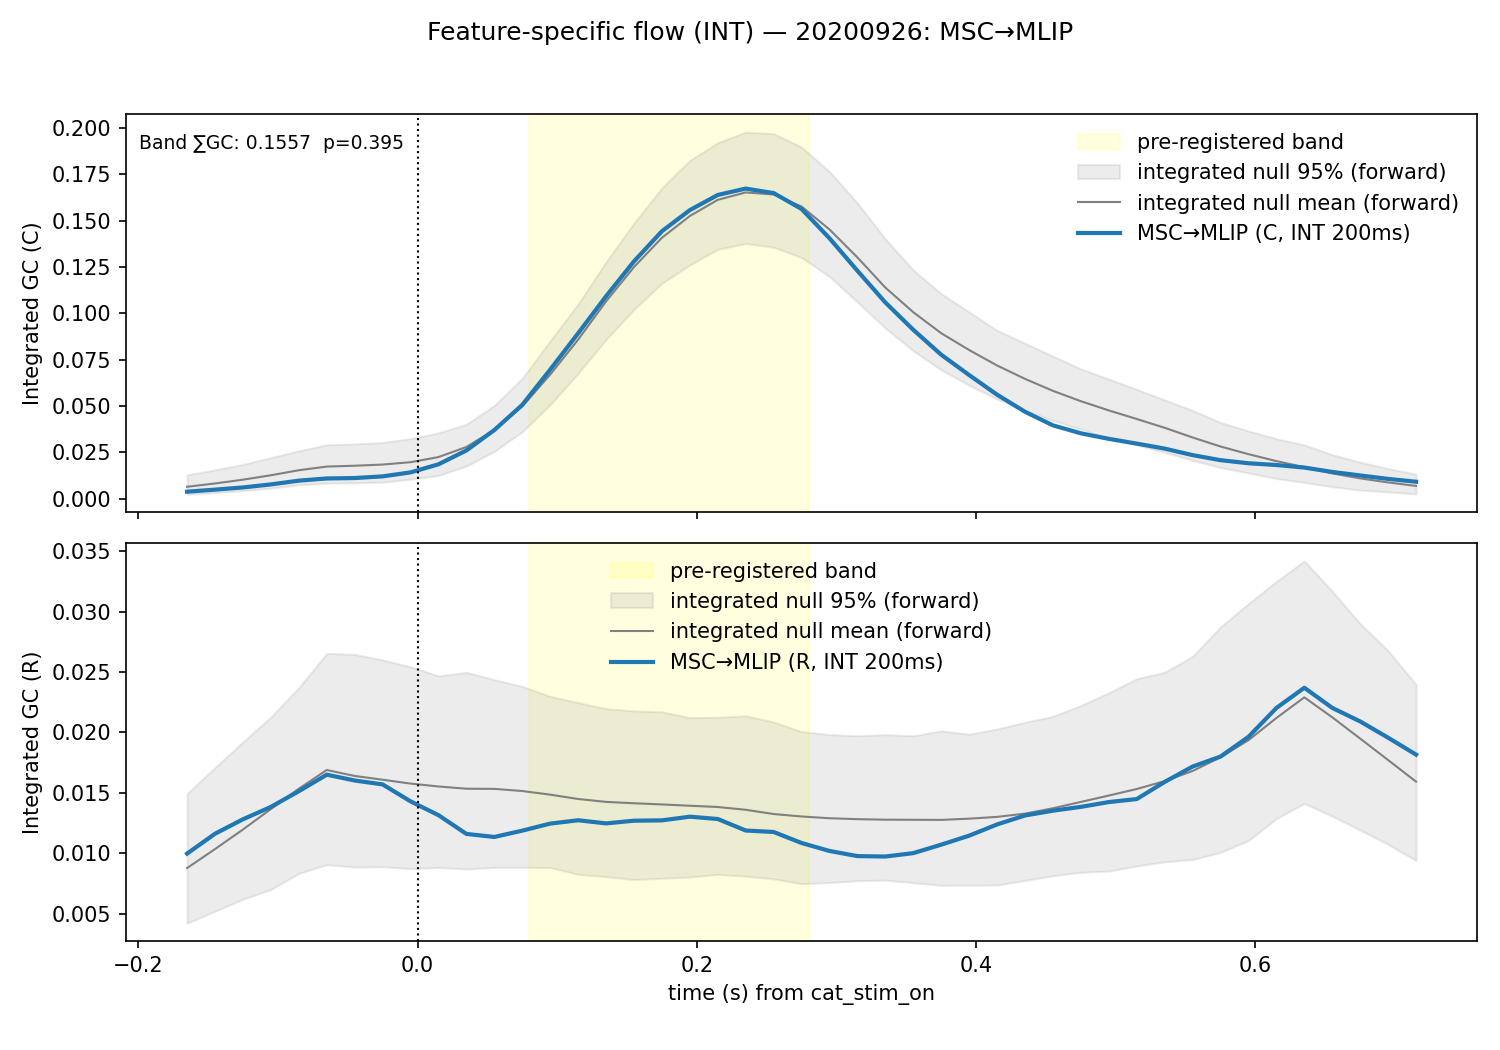 Feature-specific flow (INT) — 20200926: MSC→MLIP
Band ∑GC: 0.1557  p=0.395
pre-registered band
integrated null 95% (forward)
integrated null mean (forward)
MSC→MLIP (C, INT 200ms)
Integrated GC (C)
0.200
0.175
0.150
0.125
0.100
0.075
0.050
0.025
0.000
pre-registered band
integrated null 95% (forward)
integrated null mean (forward)
MSC→MLIP (R, INT 200ms)
Integrated GC (R)
0.035
0.030
0.025
0.020
0.015
0.010
0.005
−0.2 0.0 0.2 0.4 0.6
time (s) from cat_stim_on